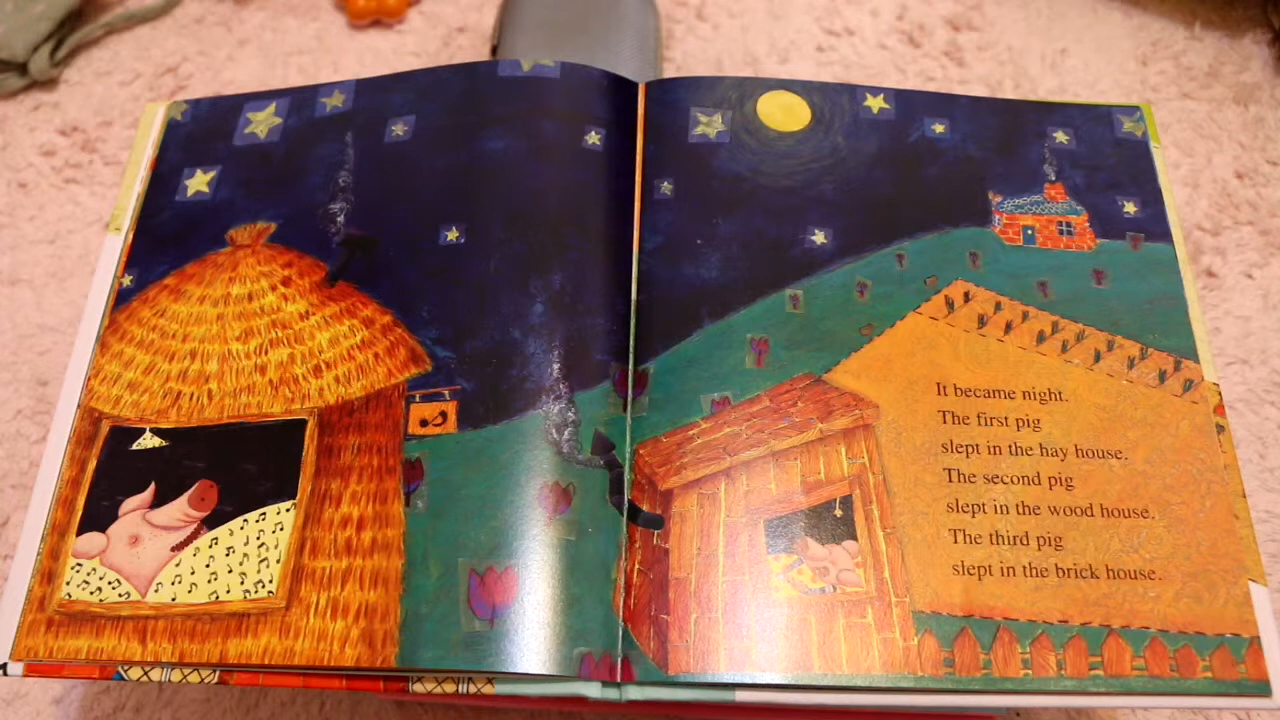 It became night.
The first pig
slept in the hay house.
The second pig
slept in the wood house.
The third pig
slept in the brick house.